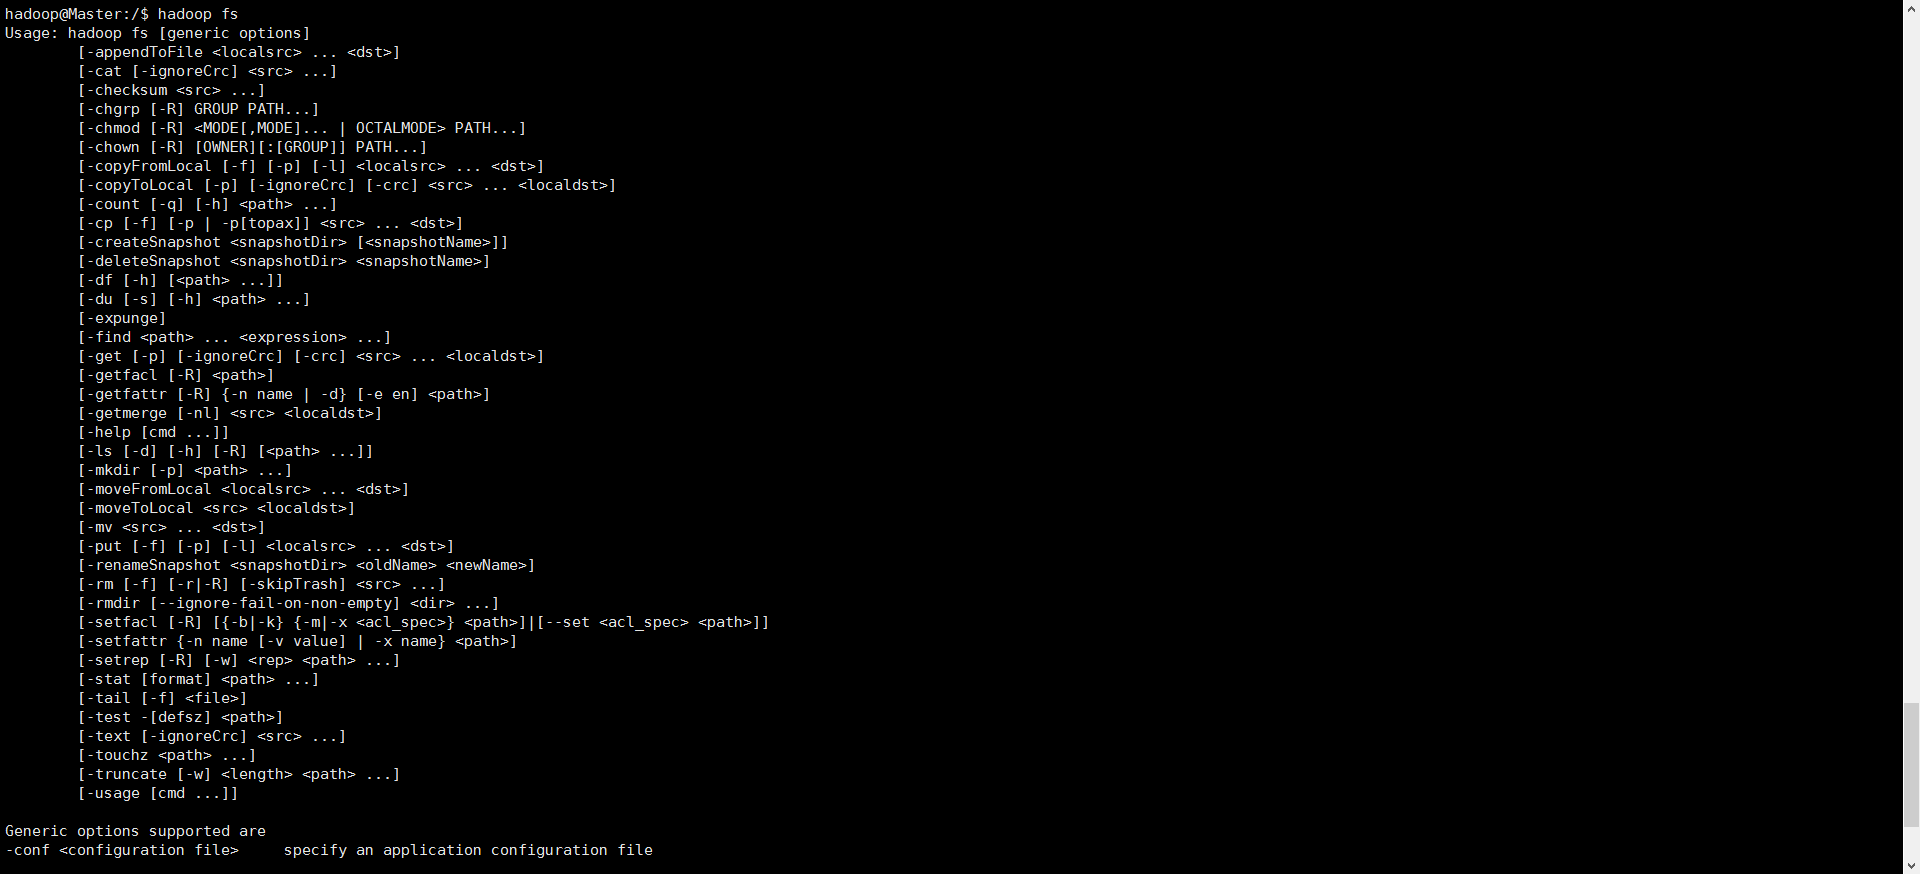 hadoop@Master:/$ hadoop fs
Usage: hadoop fs [generic options]
        [-appendToFile <localsrc> ... <dst>]
        [-cat [-ignoreCrc] <src> ...]
        [-checksum <src> ...]
        [-chgrp [-R] GROUP PATH...]
        [-chmod [-R] <MODE[,MODE]... | OCTALMODE> PATH...]
        [-chown [-R] [OWNER][:[GROUP]] PATH...]
        [-copyFromLocal [-f] [-p] [-l] <localsrc> ... <dst>]
        [-copyToLocal [-p] [-ignoreCrc] [-crc] <src> ... <localdst>]
        [-count [-q] [-h] <path> ...]
        [-cp [-f] [-p | -p[topax]] <src> ... <dst>]
        [-createSnapshot <snapshotDir> [<snapshotName>]]
        [-deleteSnapshot <snapshotDir> <snapshotName>]
        [-df [-h] [<path> ...]]
        [-du [-s] [-h] <path> ...]
        [-expunge]
        [-find <path> ... <expression> ...]
        [-get [-p] [-ignoreCrc] [-crc] <src> ... <localdst>]
        [-getfacl [-R] <path>]
        [-getfattr [-R] {-n name | -d} [-e en] <path>]
        [-getmerge [-nl] <src> <localdst>]
        [-help [cmd ...]]
        [-ls [-d] [-h] [-R] [<path> ...]]
        [-mkdir [-p] <path> ...]
        [-moveFromLocal <localsrc> ... <dst>]
        [-moveToLocal <src> <localdst>]
        [-mv <src> ... <dst>]
        [-put [-f] [-p] [-l] <localsrc> ... <dst>]
        [-renameSnapshot <snapshotDir> <oldName> <newName>]
        [-rm [-f] [-r|-R] [-skipTrash] <src> ...]
        [-rmdir [--ignore-fail-on-non-empty] <dir> ...]
        [-setfacl [-R] [{-b|-k} {-m|-x <acl_spec>} <path>]|[--set <acl_spec> <path>]]
        [-setfattr {-n name [-v value] | -x name} <path>]
        [-setrep [-R] [-w] <rep> <path> ...]
        [-stat [format] <path> ...]
        [-tail [-f] <file>]
        [-test -[defsz] <path>]
        [-text [-ignoreCrc] <src> ...]
        [-touchz <path> ...]
        [-truncate [-w] <length> <path> ...]
        [-usage [cmd ...]]

Generic options supported are
-conf <configuration file>     specify an application configuration file